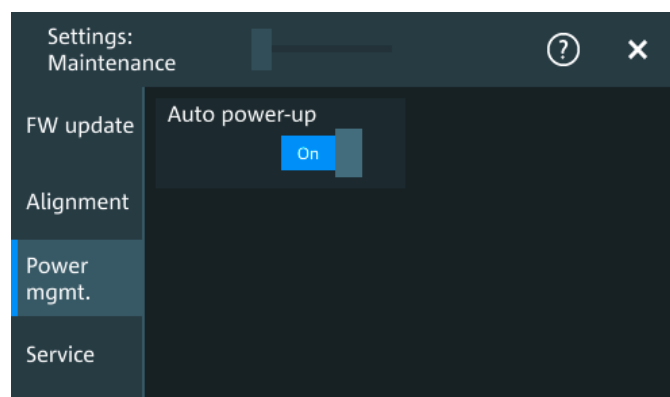 Settings:
Maintenance
?
FW update
Auto power-up
On
Alignment
Power
mgmt.
Service